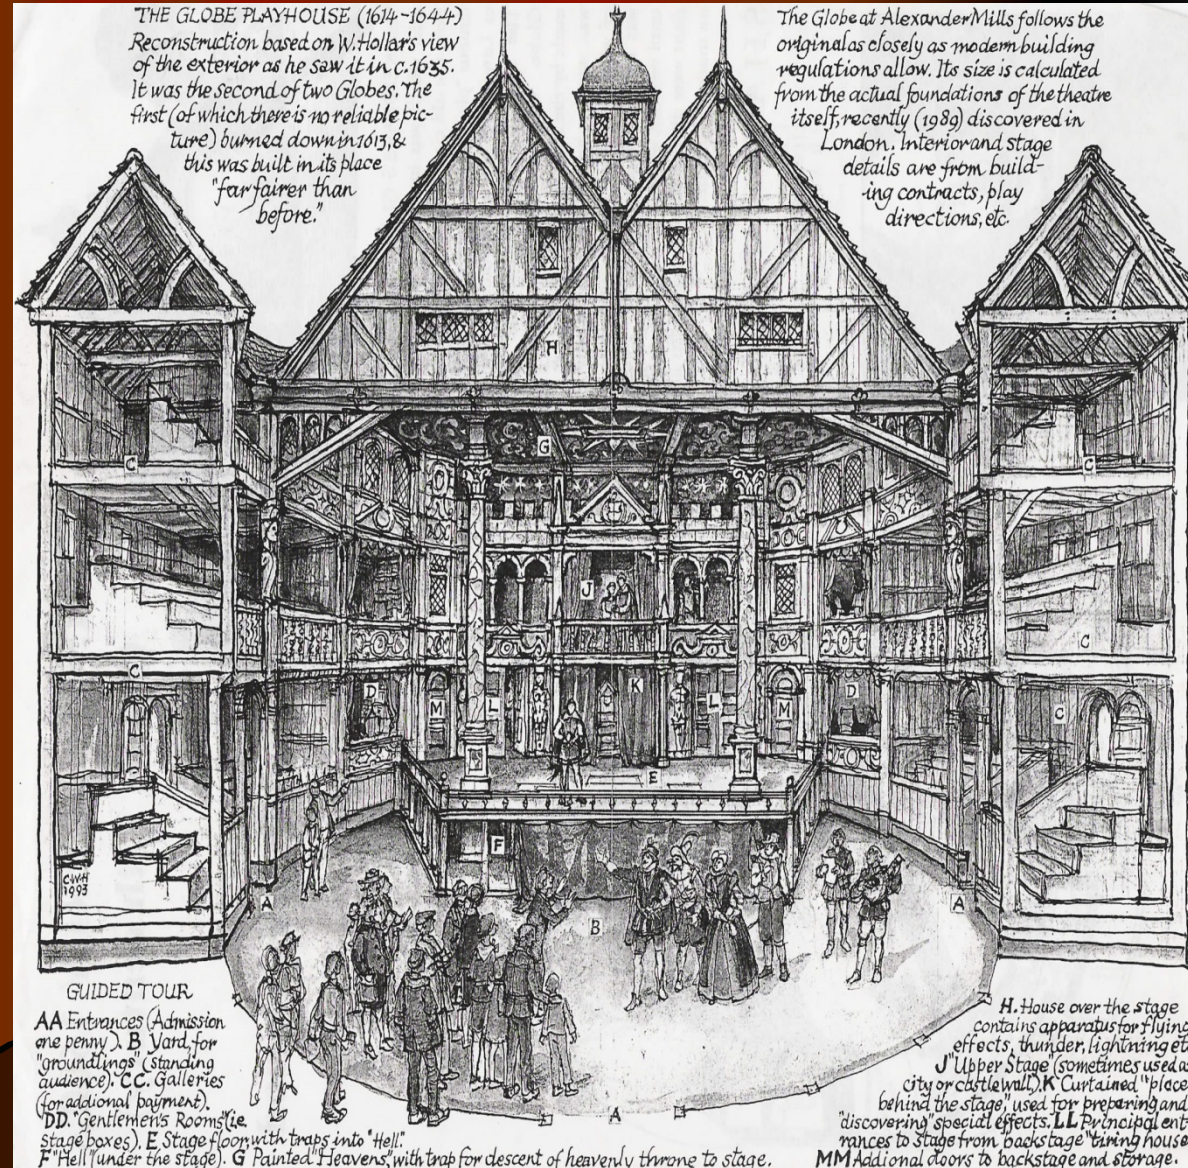 THE GLOBE PLAYHOUSE (1614-1644)
Reconstruction based on W. Hollar's view
of the exterior as he saw it in c. 1635.
It was the second of two Globes. The
first (of which there is no reliable pic-
ture) burned down in 1613, &
this was built in its place
"far fairer than
before."
The Globe at Alexander Mills follows the
original as closely as modern building
regulations allow. Its size is calculated
from the actual foundations of the theatre
itself, recently (1989) discovered in
London. Interior and stage
details are from build-
ing contracts, play
directions, etc.
H
G
C
C
J
C
C
D
M
L
K
L
M
D
C
E
F
CWH
1993
A
B
A
A
GUIDED TOUR
AA Entrances (Admission
one penny). B Yard, for
"groundlings" (standing
audience). CC. Galleries
(for addional payment).
DD. "Gentlemen's Rooms" (i.e.
stage boxes). E Stage floor, with traps into "Hell".
F "Hell" (under the stage). G Painted "Heavens," with trap for descent of heavenly throne to stage.
H. House over the stage
contains apparatus for flying
effects, thunder, lightning et
J "Upper Stage" (sometimes used as
city or castle wall). K Curtained "place
behind the stage," used for preparing and
"discovering" special effects. LL Principal ent-
rances to stage from backstage "tiring house
MM Addional doors to backstage and storage.